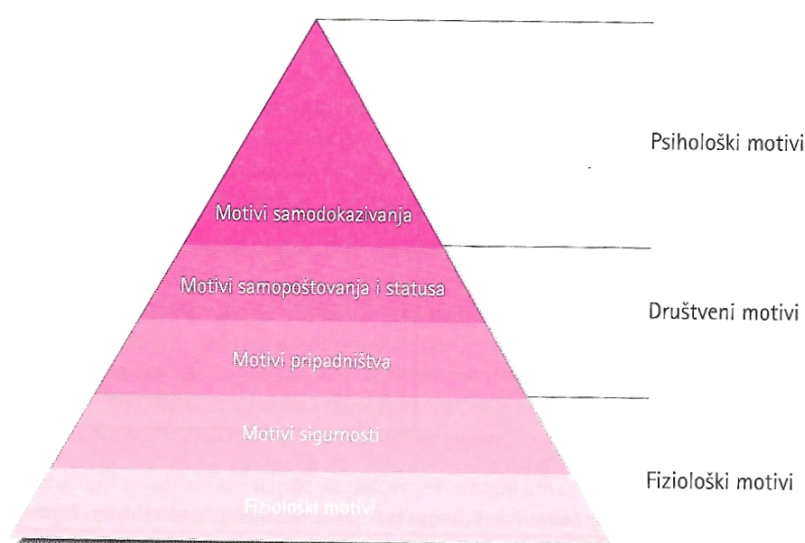 Psihološki motivi
Motivi samodokazivanja
Motivi samopoštovanja i statusa
Društveni motivi
Motivi pripadništva
Motivi sigurnosti
Fiziološki motivi
Fiziološki motivi